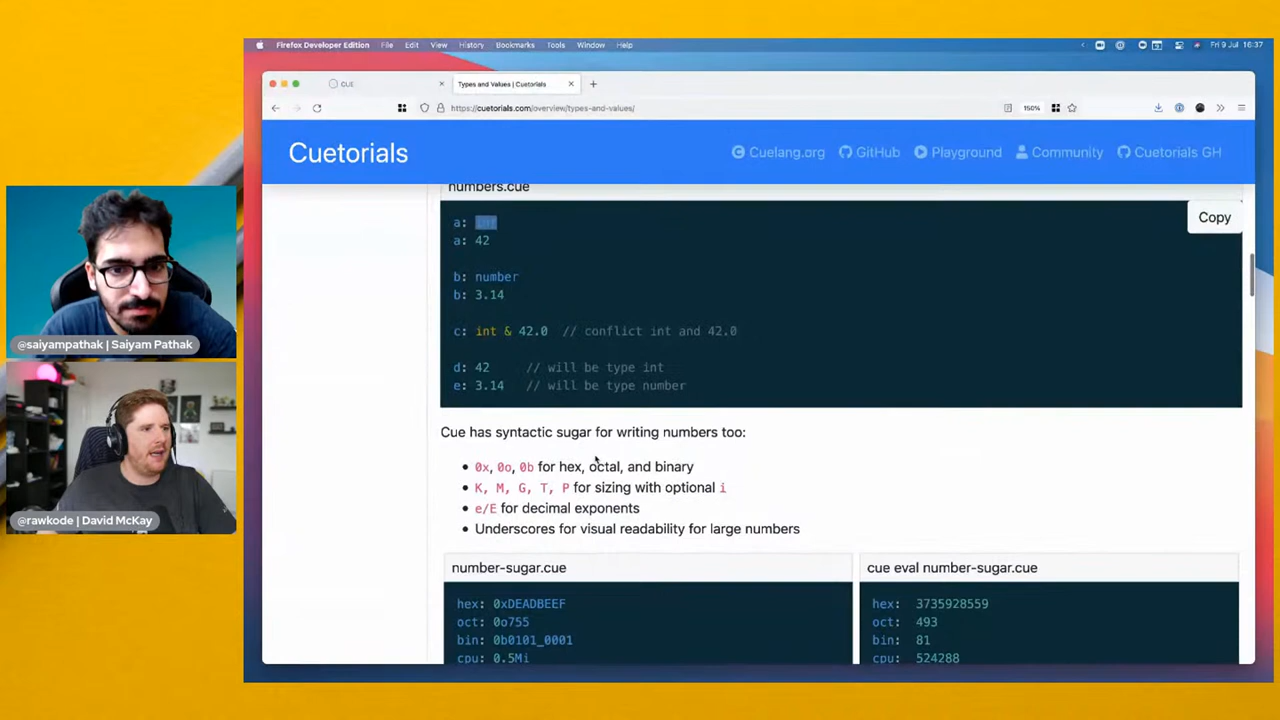 Firefox Developer Edition File Edit View History Bookmarks Tools Window Help Fri 9 Jul 16:37
CUE
Types and Values | Cuetorials
https://cuetorials.com/overview/types-and-values/ 150%
Cuetorials
Cuelang.org GitHub Playground Community Cuetorials GH
numbers.cue
Copy
a: int
a: 42
b: number
b: 3.14
c: int & 42.0 // conflict int and 42.0
d: 42 // will be type int
e: 3.14 // will be type number
Cue has syntactic sugar for writing numbers too:
0x, 0o, 0b for hex, octal, and binary
K, M, G, T, P for sizing with optional i
e/E for decimal exponents
Underscores for visual readability for large numbers
number-sugar.cue
hex: 0xDEADBEEF
oct: 0o755
bin: 0b0101_0001
cpu: 0.5Mi
cue eval number-sugar.cue
hex: 3735928559
oct: 493
bin: 81
cpu: 524288
@saiyampathak | Saiyam Pathak
@rawkode | David McKay